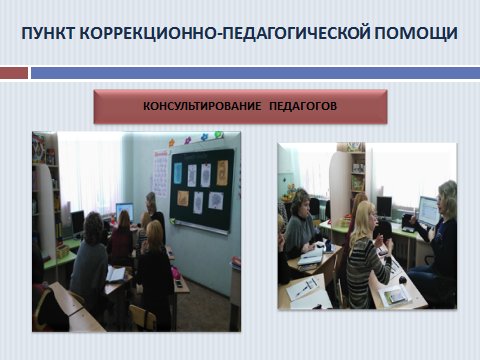 ПУНКТ КОРРЕКЦИОННО-ПЕДАГОГИЧЕСКОЙ ПОМОЩИ
КОНСУЛЬТИРОВАНИЕ ПЕДАГОГОВ